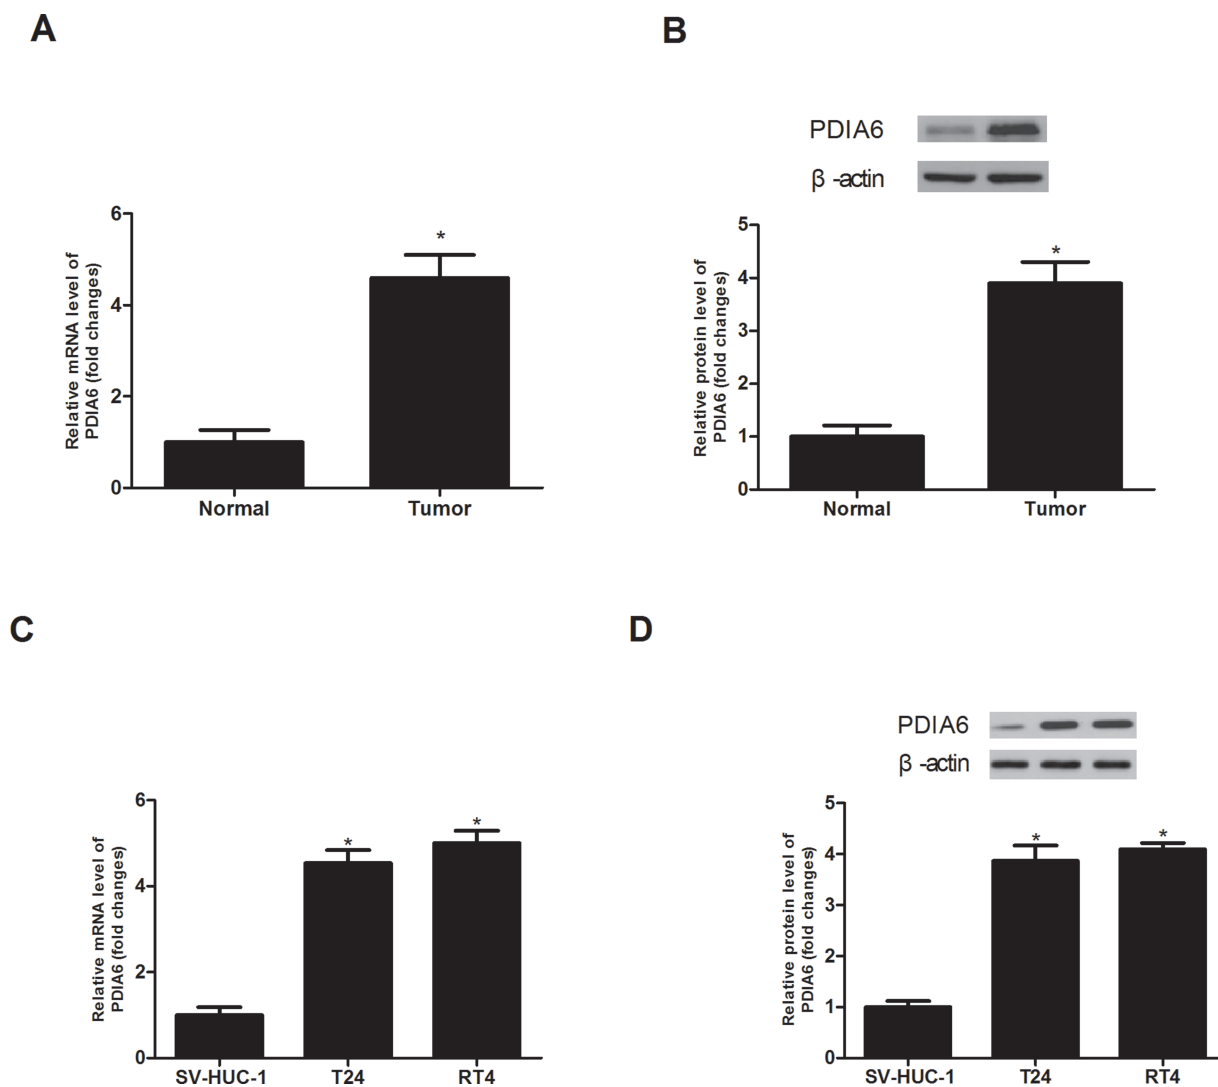 A
Relative mRNA level of
PDIA6 (fold changes)
6
4
2
0
*
Normal
Tumor
B
PDIA6
β -actin
Relative protein level of
PDIA6 (fold changes)
5
4
3
2
1
0
*
Normal
Tumor
C
Relative mRNA level of
PDIA6 (fold changes)
6
4
2
0
*
*
SV-HUC-1
T24
RT4
D
PDIA6
β -actin
Relative protein level of
PDIA6 (fold changes)
5
4
3
2
1
0
*
*
SV-HUC-1
T24
RT4